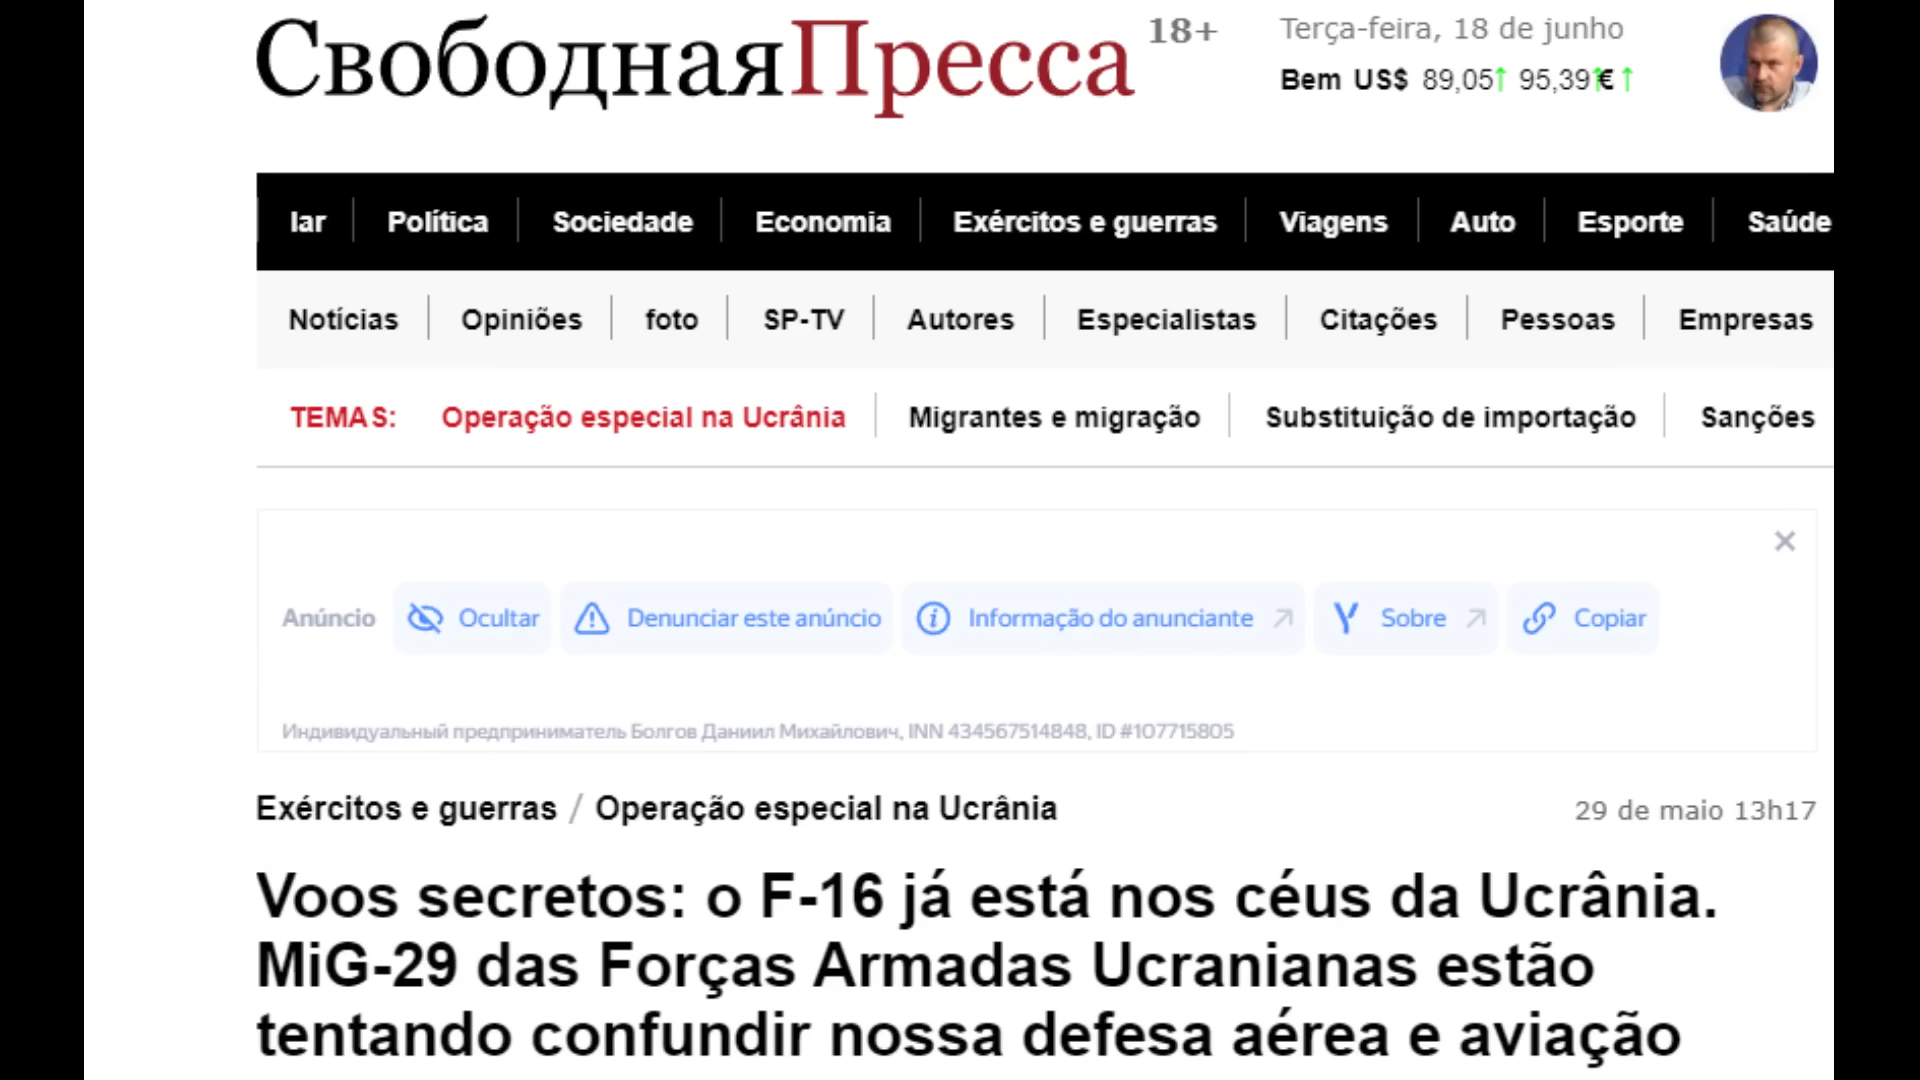 СвободнаяПресса 18+
Terça-feira, 18 de junho
Bem US$ 89,05↑ 95,39↑€ ↑
lar Política Sociedade Economia Exércitos e guerras Viagens Auto Esporte Saúde
Notícias Opiniões foto SP-TV Autores Especialistas Citações Pessoas Empresas
TEMAS: Operação especial na Ucrânia Migrantes e migração Substituição de importação Sanções
Anúncio Ocultar Denunciar este anúncio Informação do anunciante Sobre Copiar
Индивидуальный предприниматель Болгов Даниил Михайлович, INN 434567514848, ID #107715805
Exércitos e guerras / Operação especial na Ucrânia
29 de maio 13h17
Voos secretos: o F-16 já está nos céus da Ucrânia.
MiG-29 das Forças Armadas Ucranianas estão
tentando confundir nossa defesa aérea e aviação